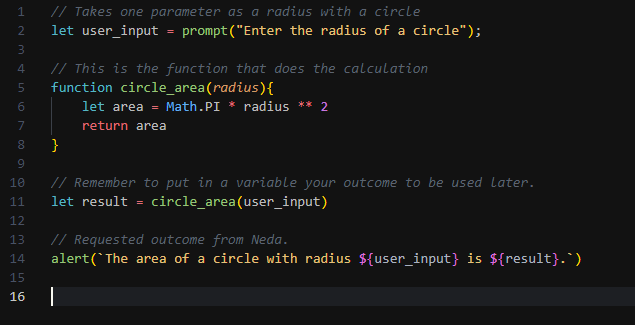 1 // Takes one parameter as a radius with a circle
2 let user_input = prompt("Enter the radius of a circle");
3
4 // This is the function that does the calculation
5 function circle_area(radius){
6     let area = Math.PI * radius ** 2
7     return area
8 }
9
10 // Remember to put in a variable your outcome to be used later.
11 let result = circle_area(user_input)
12
13 // Requested outcome from Neda.
14 alert(`The area of a circle with radius ${user_input} is ${result}.`)
15
16